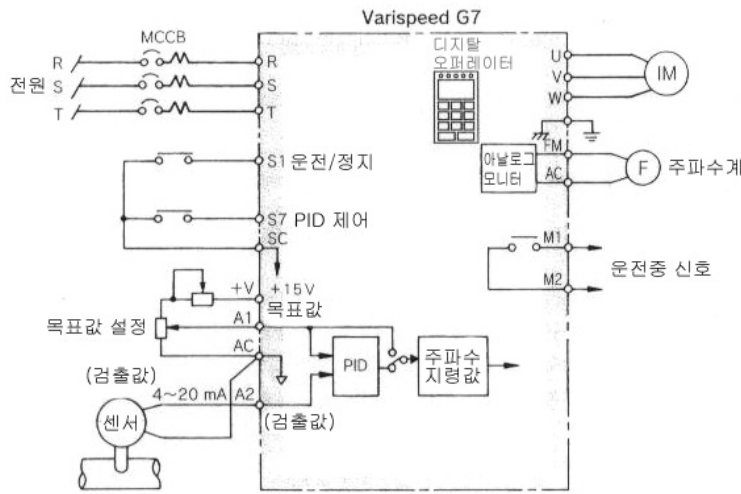 Varispeed G7
MCCB
디지탈
오퍼레이터
R
R
U
전원 S
S
V
IM
T
T
W
FM
아날로그
모니터
F
주파수계
AC
S1 운전/정지
S7 PID 제어
SC
M1
운전중 신호
M2
+V
+15V
목표값
목표값 설정
A1
AC
PID
주파수
지령값
(검출값)
4~20 mA A2
(검출값)
센서